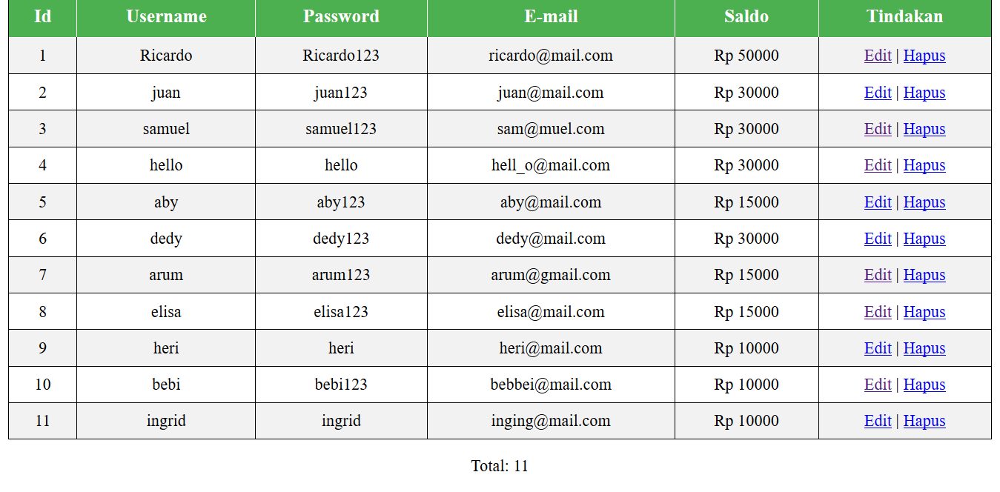 Id Username Password E-mail Saldo Tindakan
1 Ricardo Ricardo123 ricardo@mail.com Rp 50000 Edit | Hapus
2 juan juan123 juan@mail.com Rp 30000 Edit | Hapus
3 samuel samuel123 sam@muel.com Rp 30000 Edit | Hapus
4 hello hello hell_o@mail.com Rp 30000 Edit | Hapus
5 aby aby123 aby@mail.com Rp 15000 Edit | Hapus
6 dedy dedy123 dedy@mail.com Rp 30000 Edit | Hapus
7 arum arum123 arum@gmail.com Rp 15000 Edit | Hapus
8 elisa elisa123 elisa@mail.com Rp 15000 Edit | Hapus
9 heri heri heri@mail.com Rp 10000 Edit | Hapus
10 bebi bebi123 bebbei@mail.com Rp 10000 Edit | Hapus
11 ingrid ingrid inging@mail.com Rp 10000 Edit | Hapus
Total: 11